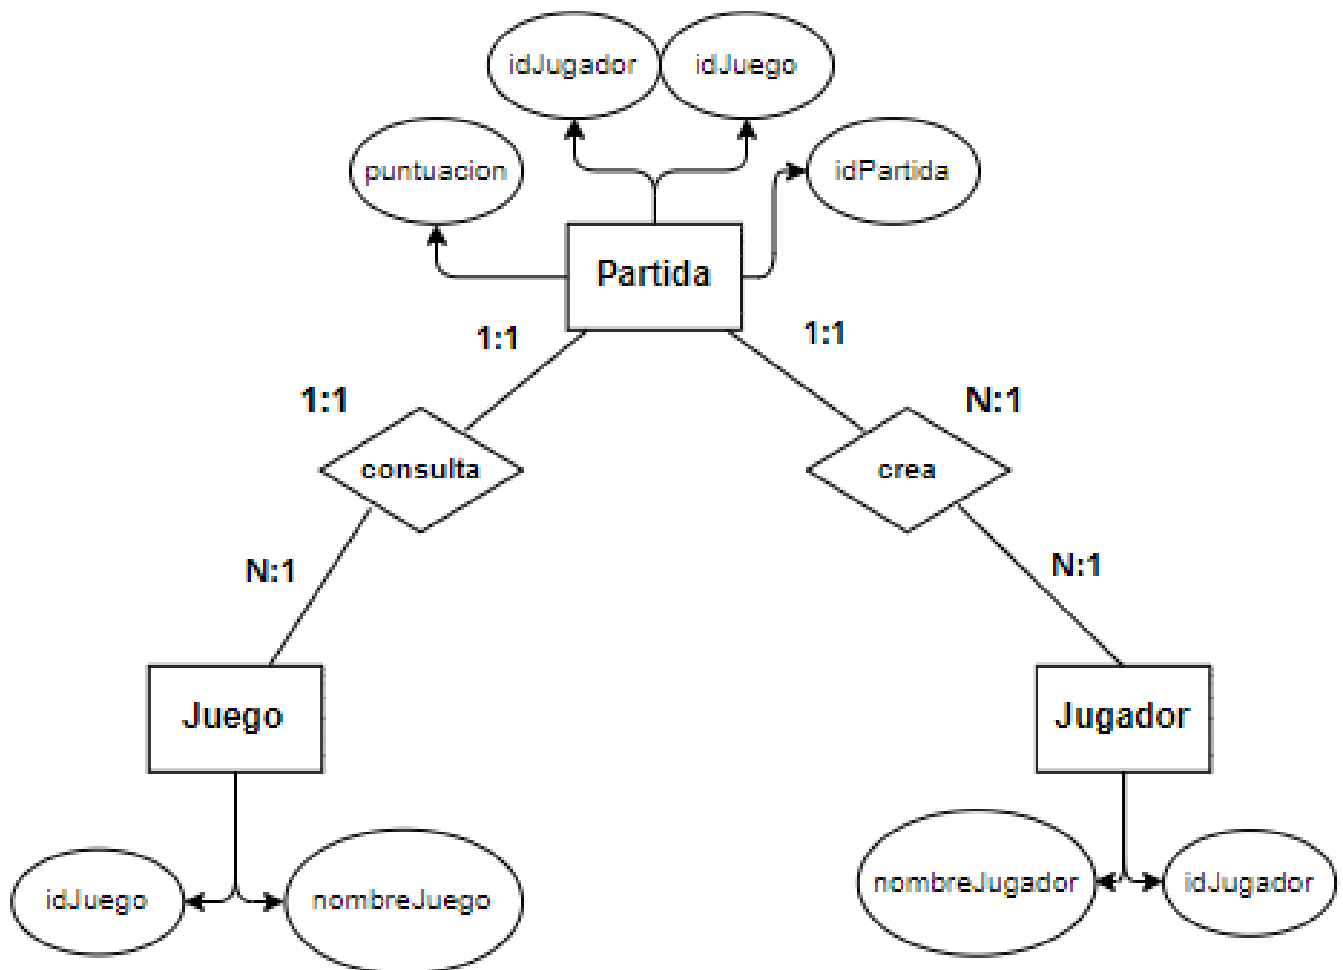 idJugador
idJuego
puntuacion
idPartida
Partida
1:1
1:1
1:1
N:1
consulta
crea
N:1
N:1
Juego
Jugador
idJuego
nombreJuego
nombreJugador
idJugador